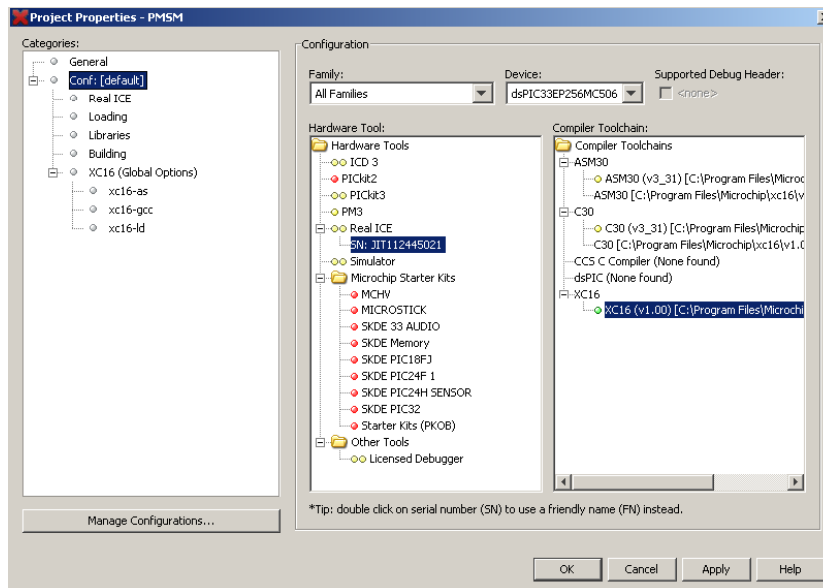 Project Properties - PMSM
Categories:
General
Conf: [default]
Real ICE
Loading
Libraries
Building
XC16 (Global Options)
xc16-as
xc16-gcc
xc16-ld
Manage Configurations...
Configuration
Family:
All Families
Device:
dsPIC33EP256MC506
Supported Debug Header:
<none>
Hardware Tool:
Hardware Tools
ICD 3
PICkit2
PICkit3
PM3
Real ICE
SN: JIT112445021
Simulator
Microchip Starter Kits
MCHV
MICROSTICK
SKDE 33 AUDIO
SKDE Memory
SKDE PIC18FJ
SKDE PIC24F 1
SKDE PIC24H SENSOR
SKDE PIC32
Starter Kits (PKOB)
Other Tools
Licensed Debugger
Compiler Toolchain:
Compiler Toolchains
ASM30
ASM30 (v3_31) [C:\Program Files\Microc
ASM30 [C:\Program Files\Microchip\xc16\v
C30
C30 (v3_31) [C:\Program Files\Microchip
C30 [C:\Program Files\Microchip\xc16\v1.0
CCS C Compiler (None found)
dsPIC (None found)
XC16
XC16 (v1.00) [C:\Program Files\Microchi
*Tip: double click on serial number (SN) to use a friendly name (FN) instead.
OK
Cancel
Apply
Help